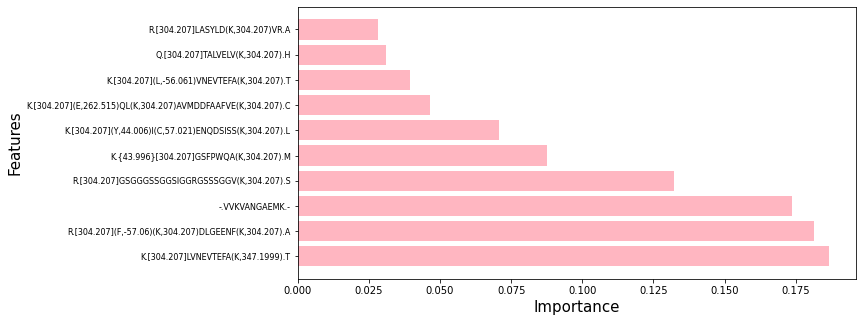 Features
R.[304.207]LASYLD(K,304.207)VR.A
Q.[304.207]TALVELV(K,304.207).H
K.[304.207](L,-56.061)VNEVTEFA(K,304.207).T
K.[304.207](E,262.515)QL(K,304.207)AVMDDFAAFVE(K,304.207).C
K.[304.207](Y,44.006)I(C,57.021)ENQDSISS(K,304.207).L
K.{43.996}[304.207]GSFPWQA(K,304.207).M
R.[304.207]GSGGGSSGGSIGGRGSSSGGV(K,304.207).S
-.VVKVANGAEMK.-
R.[304.207](F,-57.06)(K,304.207)DLGEENF(K,304.207).A
K.[304.207]LVNEVTEFA(K,347.1999).T
0.000 0.025 0.050 0.075 0.100 0.125 0.150 0.175
Importance